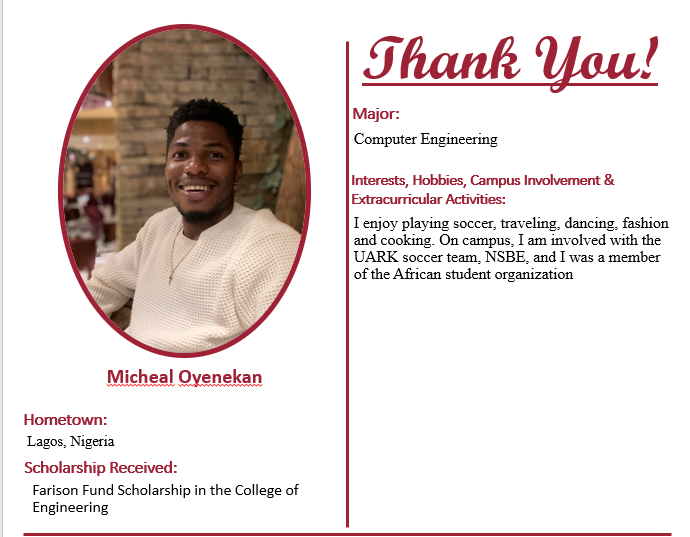 Thank You!
Micheal Oyenekan
Hometown:
Lagos, Nigeria
Scholarship Received:
Farison Fund Scholarship in the College of
Engineering
Major:
Computer Engineering
Interests, Hobbies, Campus Involvement &
Extracurricular Activities:
I enjoy playing soccer, traveling, dancing, fashion
and cooking. On campus, I am involved with the
UARK soccer team, NSBE, and I was a member
of the African student organization